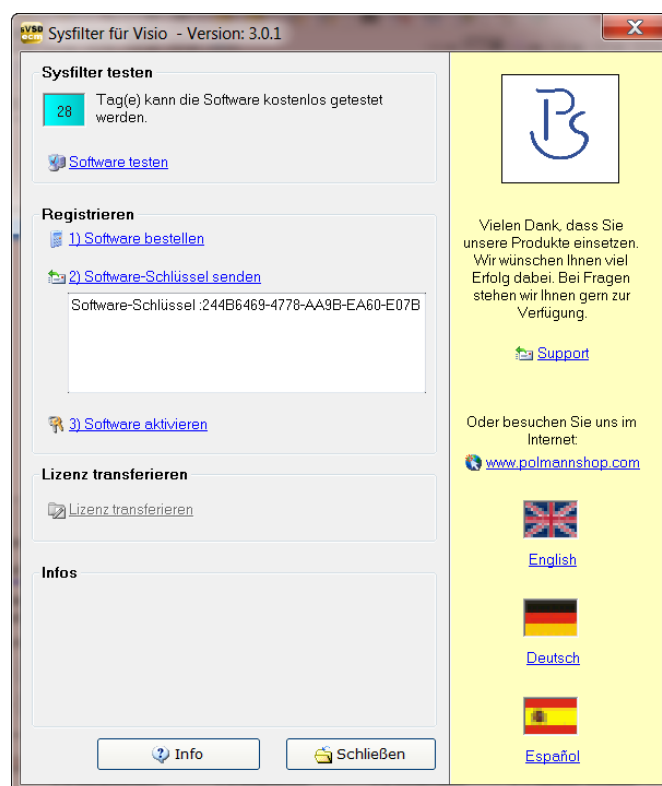 sVSD
ccm
Sysfilter für Visio - Version: 3.0.1
Sysfilter testen
28
Tag(e) kann die Software kostenlos getestet
werden.
Software testen
Registrieren
1) Software bestellen
2) Software-Schlüssel senden
Software-Schlüssel :244B6469-4778-AA9B-EA60-E07B
3) Software aktivieren
Lizenz transferieren
Lizenz transferieren
Infos
Info
Schließen
Vielen Dank, dass Sie
unsere Produkte einsetzen.
Wir wünschen Ihnen viel
Erfolg dabei. Bei Fragen
stehen wir Ihnen gern zur
Verfügung.
Support
Oder besuchen Sie uns im
Internet:
www.polmannshop.com
English
Deutsch
Español